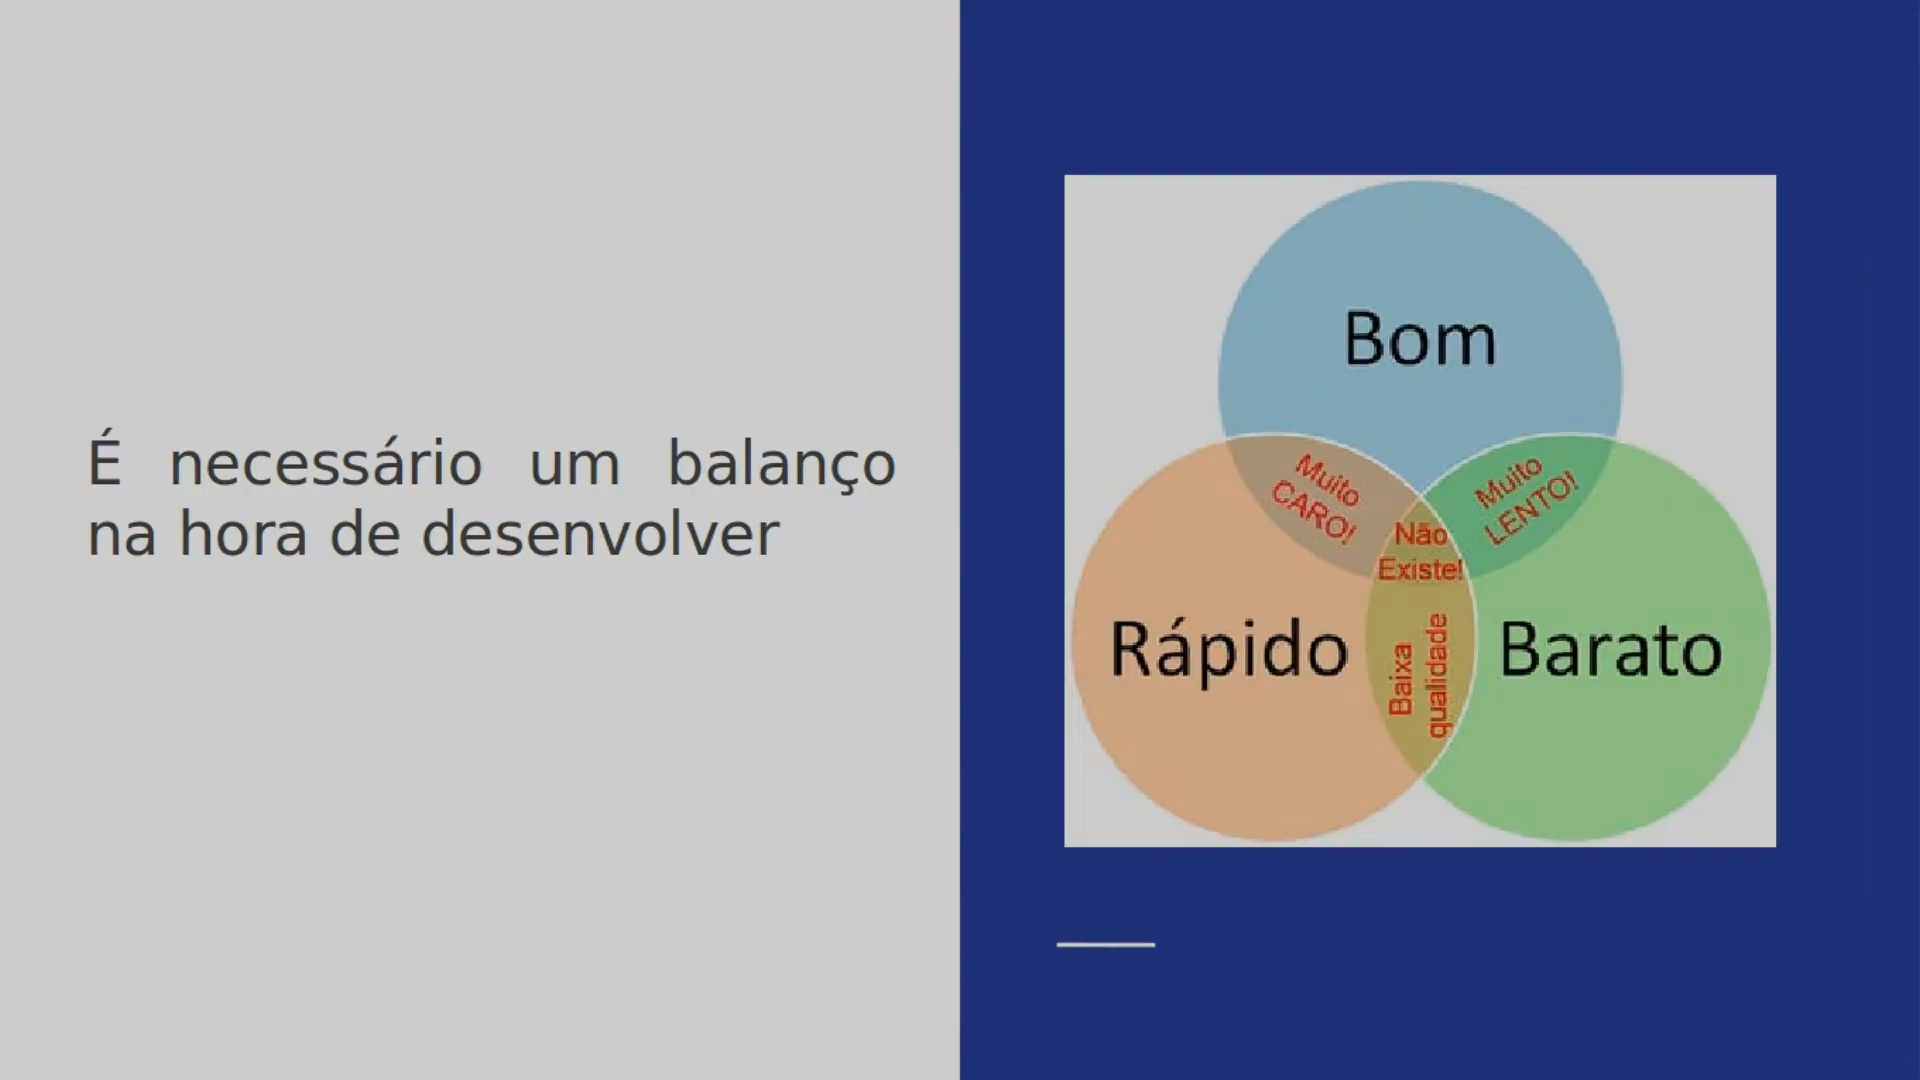 É necessário um balanço
na hora de desenvolver
Bom
Muito
CARO!
Muito
LENTO!
Não
Existe!
Rápido
Baixa
qualidade
Barato